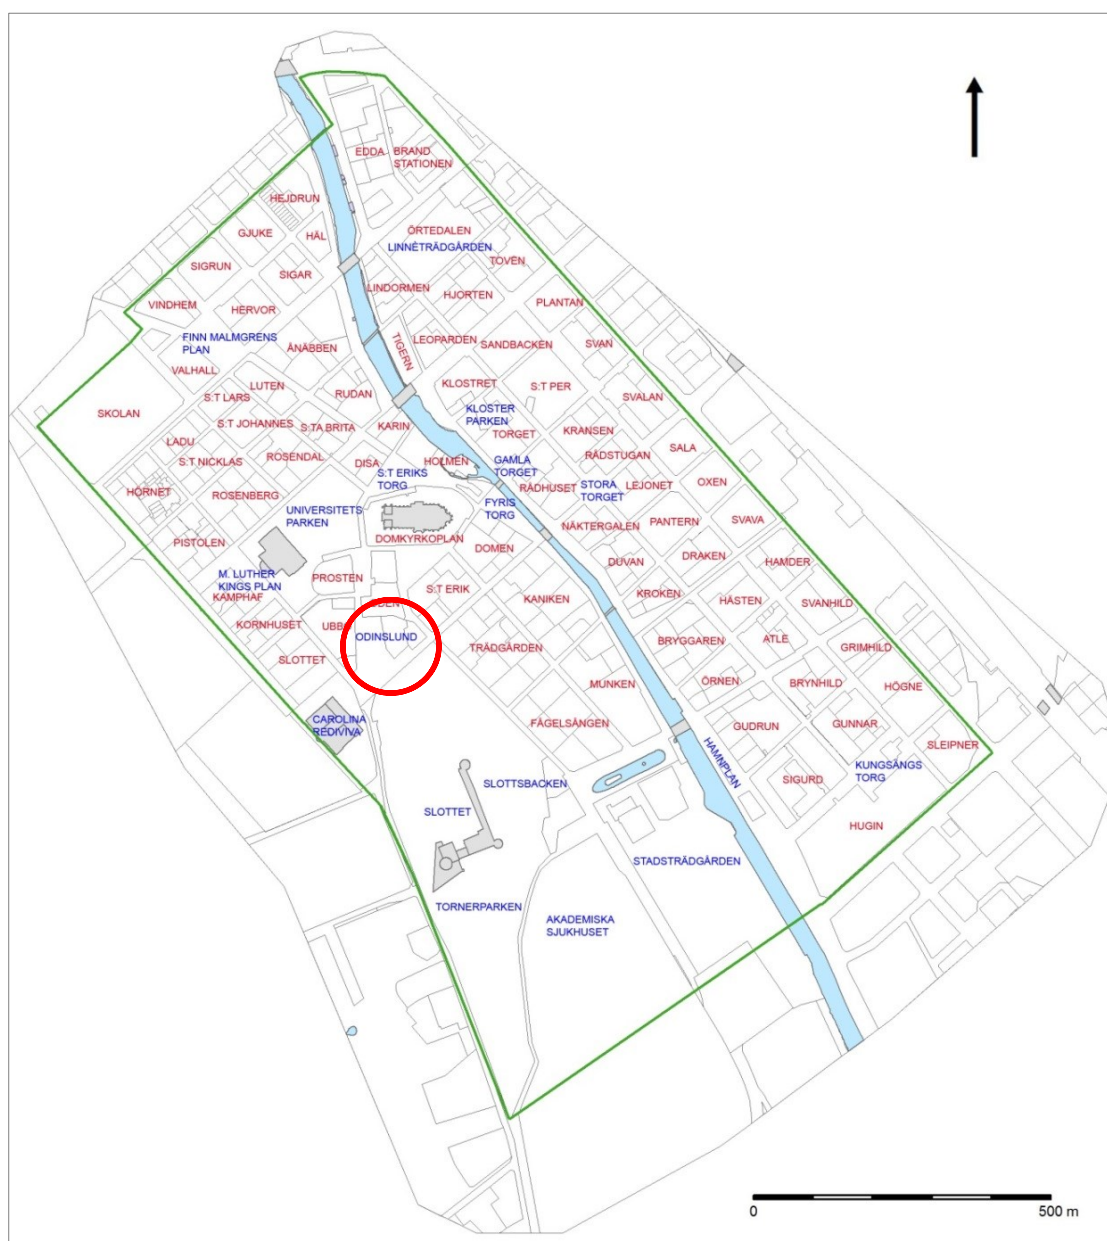 EDDA
BRAND
STATIONEN
HEJDRUN
GJUKE
HÄL
ÖRTEDALEN
LINNÉTRÄDGÅRDEN
TOVEN
SIGRUN
SIGAR
LINDORMEN
HJORTEN
PLANTAN
VINDHEM
HERVOR
FINN MALMGRENS
PLAN
ÅNÄBBEN
TIGERN
LEOPARDEN
SANDBACKEN
SVAN
VALHALL
LUTEN
RUDAN
KLOSTRET
S:T PER
SVALAN
S:T LARS
SKOLAN
S:T JOHANNES
S:TA BRITA
KARIN
KLOSTER
PARKEN
TORGET
KRANSEN
LADU
RÅDSTUGAN
SALA
S:T NICKLAS
ROSENDAL
DISA
HOLMEN
GAMLA
TORGET
S:T ERIKS
TORG
HÖRNET
ROSENBERG
RÅDHUSET
STORA
TORGET
LEJONET
OXEN
UNIVERSITETS
PARKEN
FYRIS
TORG
NÄKTERGALEN
PANTERN
SVAVA
PISTOLEN
DOMKYRKOPLAN
DOMEN
DUVAN
DRAKEN
HAMDER
M. LUTHER
KINGS PLAN
PROSTEN
S:T ERIK
KANIKEN
KROKEN
HÄSTEN
SVANHILD
KAMPHAF
KORNHUSET
ODINSLUND
TRÄDGÅRDEN
BRYGGAREN
ATLE
GRIMHILD
SLOTTET
MUNKEN
ÖRNEN
BRYNHILD
HÖGNE
CAROLINA
REDIVIVA
FÅGELSÅNGEN
GUDRUN
GUNNAR
SLEIPNER
HAMNPLAN
KUNGSÄNGS
TORG
SLOTTSBACKEN
SIGURD
SLOTTET
HUGIN
STADSTRÄDGÅRDEN
TORNERPARKEN
AKADEMISKA
SJUKHUSET
0 500 m